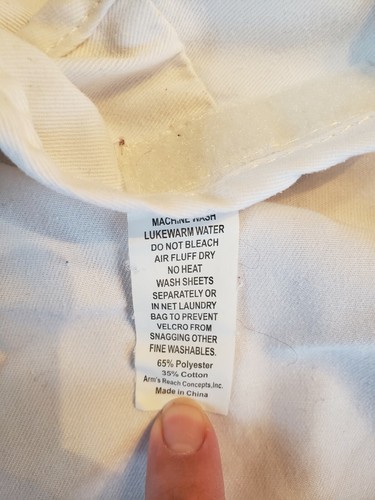 MACHINE WASH
LUKEWARM WATER
DO NOT BLEACH
AIR FLUFF DRY
NO HEAT
WASH SHEETS
SEPARATELY OR
IN NET LAUNDRY
BAG TO PREVENT
VELCRO FROM
SNAGGING OTHER
FINE WASHABLES.
65% Polyester
35% Cotton
Arm's Reach Concepts,Inc.
Made in China